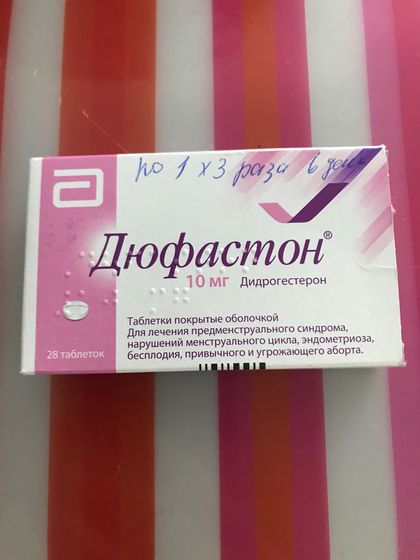 по 1 х 3 раза в день
Дюфастон®
10 мг Дидрогестерон
Таблетки покрытые оболочкой
Для лечения предменструального синдрома,
нарушений менструального цикла, эндометриоза,
бесплодия, привычного и угрожающего аборта.
28 таблеток